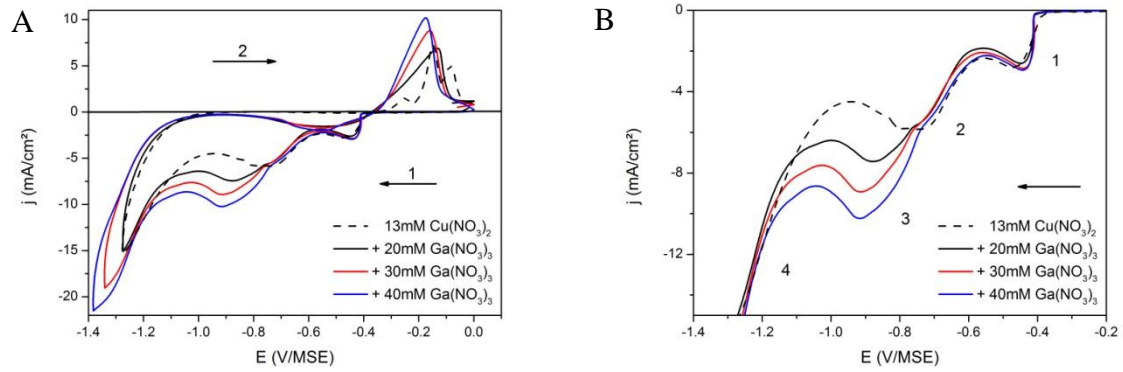 A
B
10
5
0
-5
-10
-15
-20
j (mA/cm²)
-1.4 -1.2 -1.0 -0.8 -0.6 -0.4 -0.2 0.0
E (V/MSE)
2
1
13mM Cu(NO₃)₂
+ 20mM Ga(NO₃)₃
+ 30mM Ga(NO₃)₃
+ 40mM Ga(NO₃)₃
0
-4
-8
-12
j (mA/cm²)
-1.4 -1.2 -1.0 -0.8 -0.6 -0.4 -0.2
E (V/MSE)
1
2
3
4
13mM Cu(NO₃)₂
+ 20mM Ga(NO₃)₃
+ 30mM Ga(NO₃)₃
+ 40mM Ga(NO₃)₃